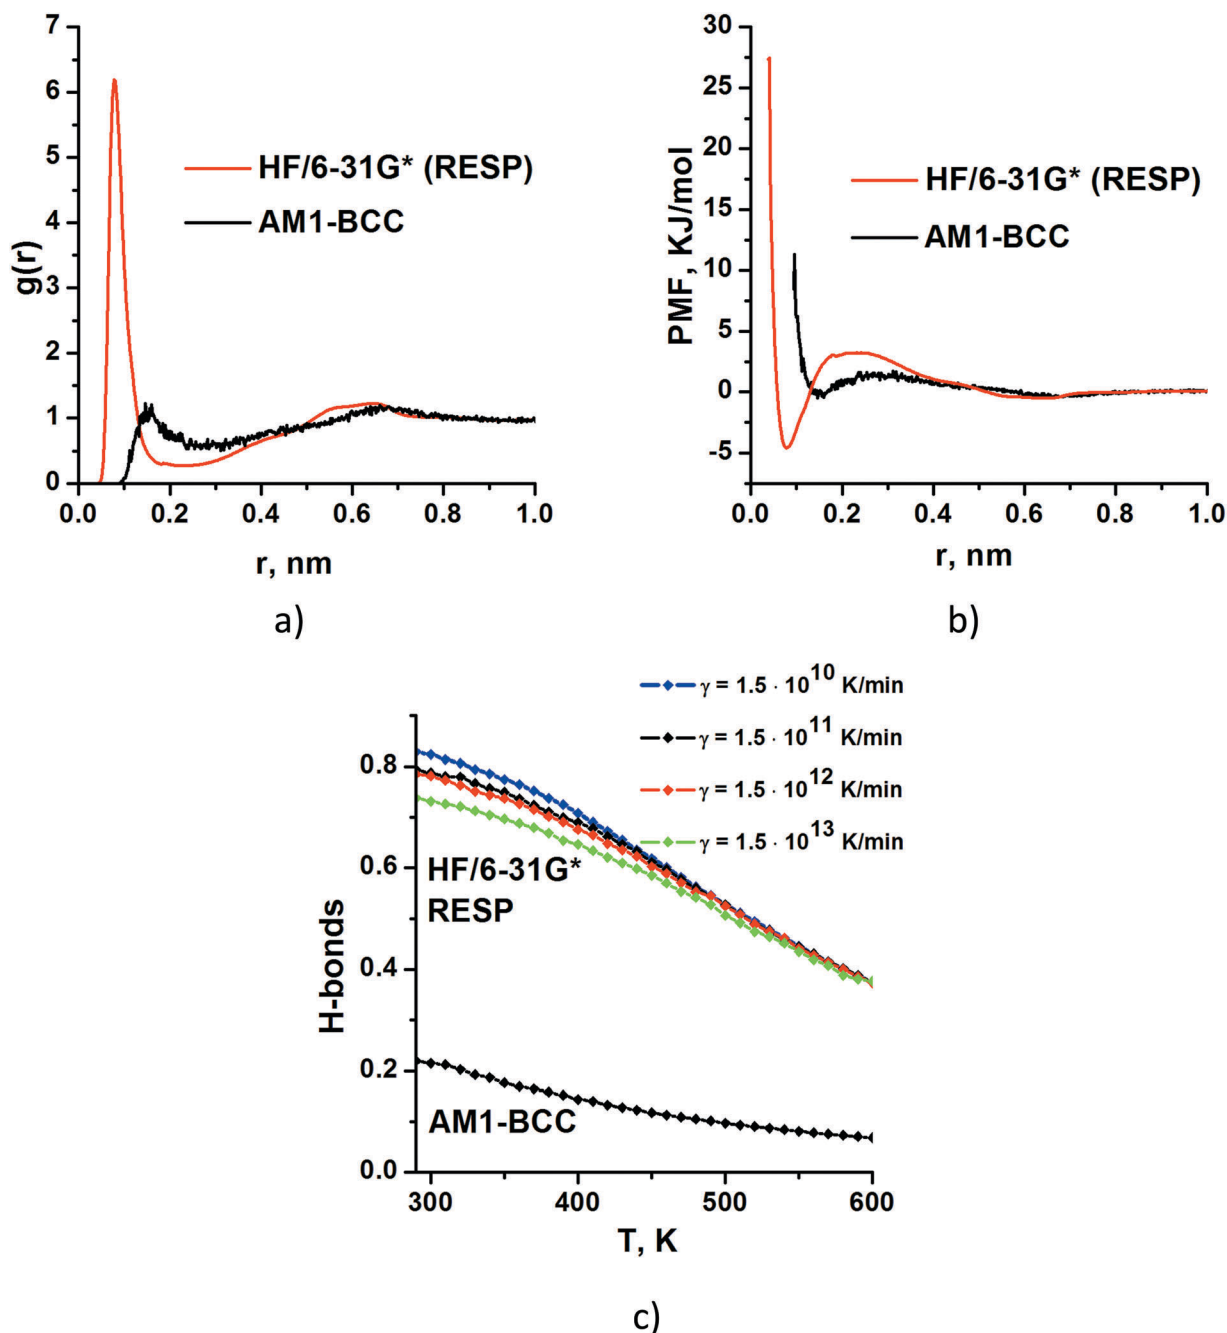 7
6
5
4
3
2
1
0
g(r)
HF/6-31G* (RESP)
AM1-BCC
0.0 0.2 0.4 0.6 0.8 1.0
r, nm
a)
30
25
20
15
10
5
0
-5
PMF, KJ/mol
HF/6-31G* (RESP)
AM1-BCC
0.0 0.2 0.4 0.6 0.8 1.0
r, nm
b)
γ = 1.5 · 10^10 K/min
γ = 1.5 · 10^11 K/min
γ = 1.5 · 10^12 K/min
γ = 1.5 · 10^13 K/min
0.8
0.6
0.4
0.2
0.0
H-bonds
HF/6-31G*
RESP
AM1-BCC
300 400 500 600
T, K
c)